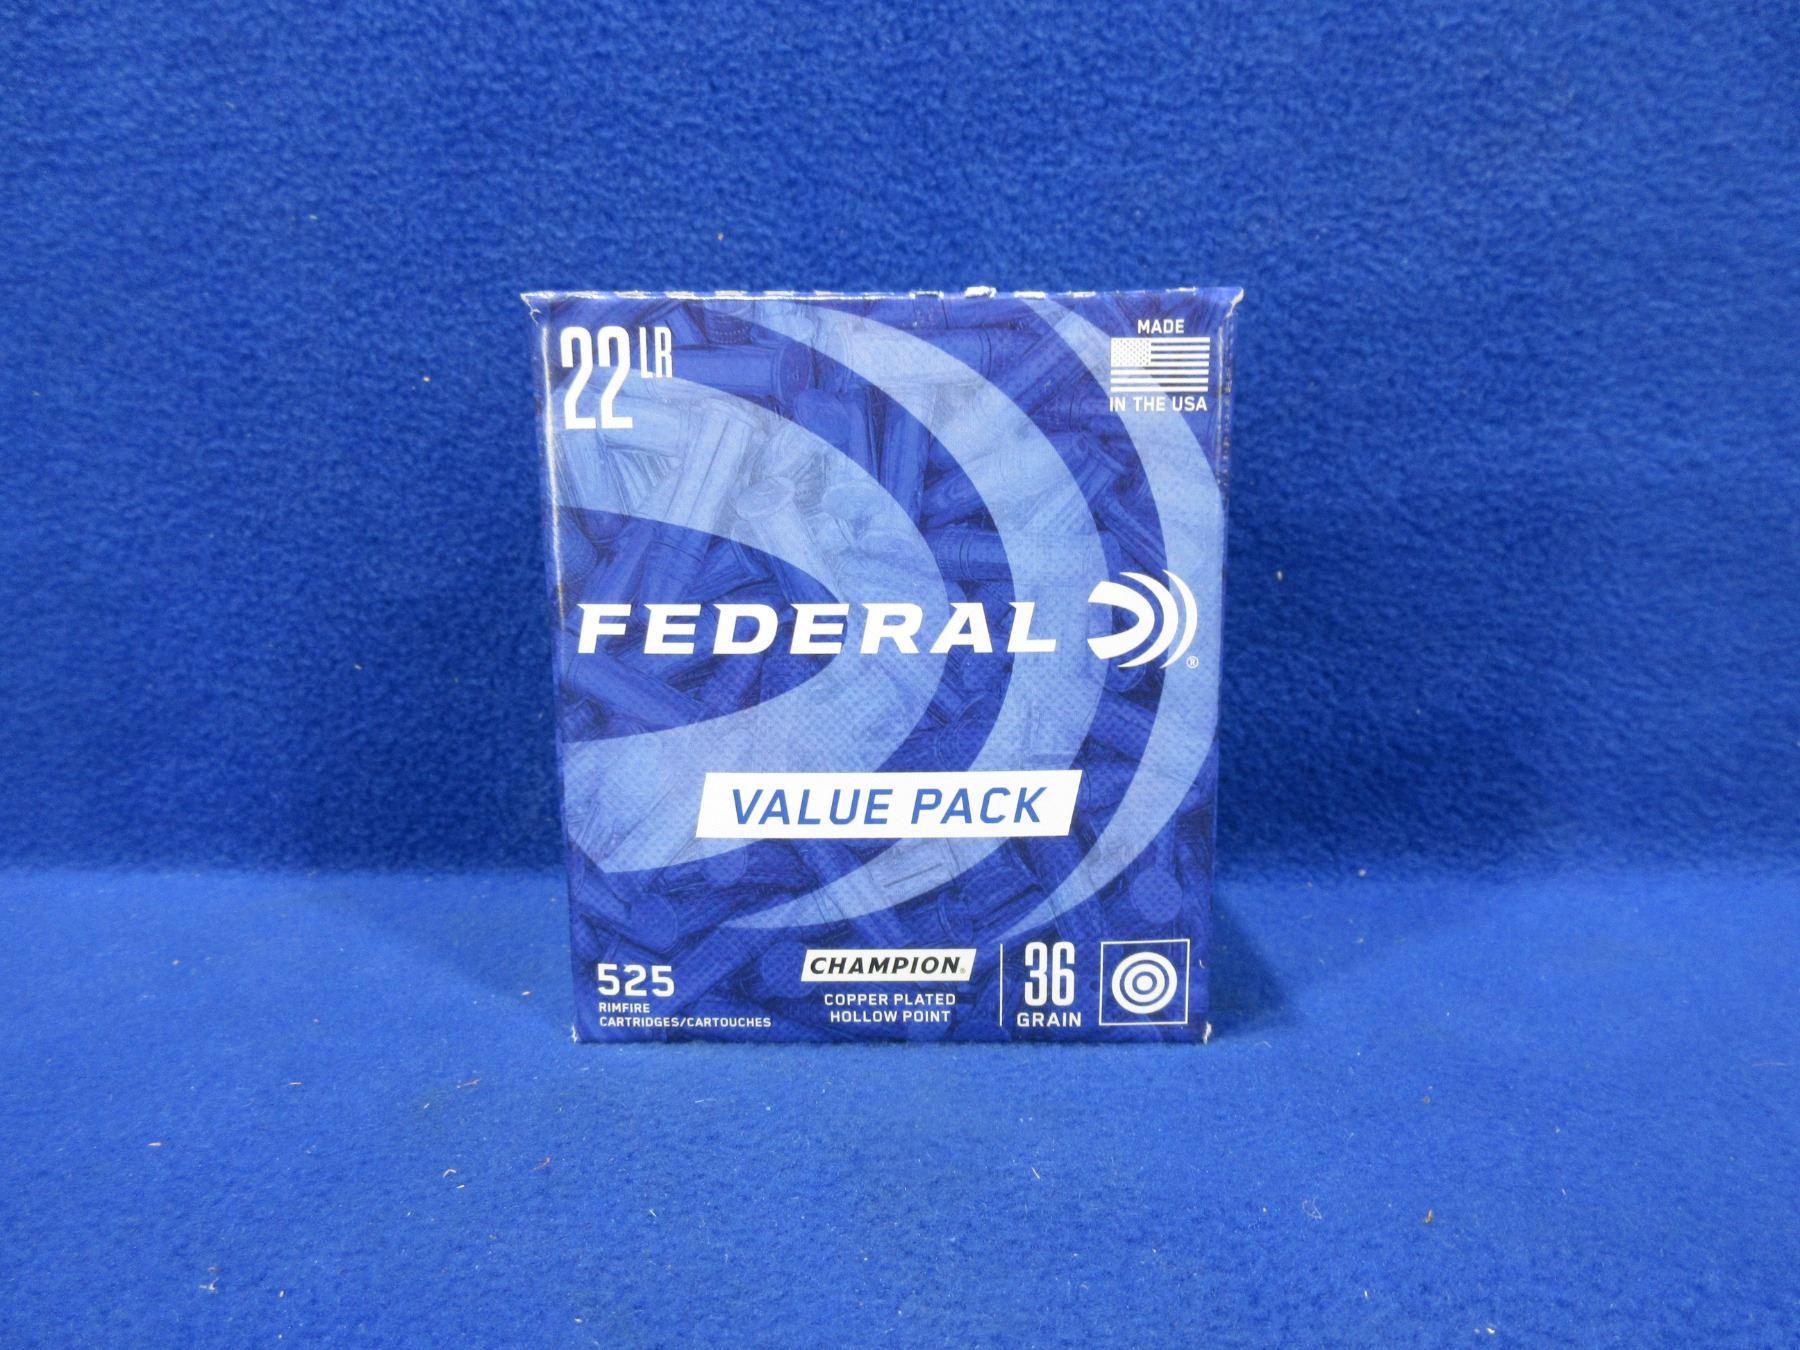 22 LR
MADE
IN THE USA
FEDERAL ®
VALUE PACK
525
RIMFIRE
CARTRIDGES/CARTOUCHES
CHAMPION®
COPPER PLATED
HOLLOW POINT
36
GRAIN